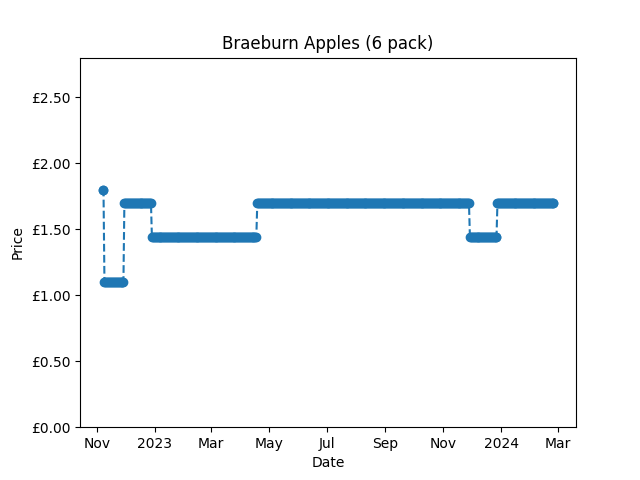 Braeburn Apples (6 pack)
£2.50
£2.00
£1.50
£1.00
£0.50
£0.00
Price
Nov 2023 Mar May Jul Sep Nov 2024 Mar
Date